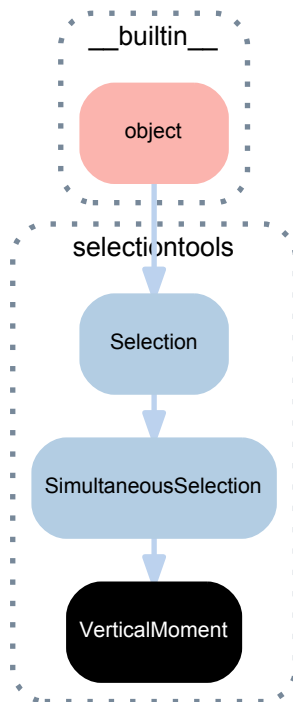 __builtin__
object
selectiontools
Selection
SimultaneousSelection
VerticalMoment